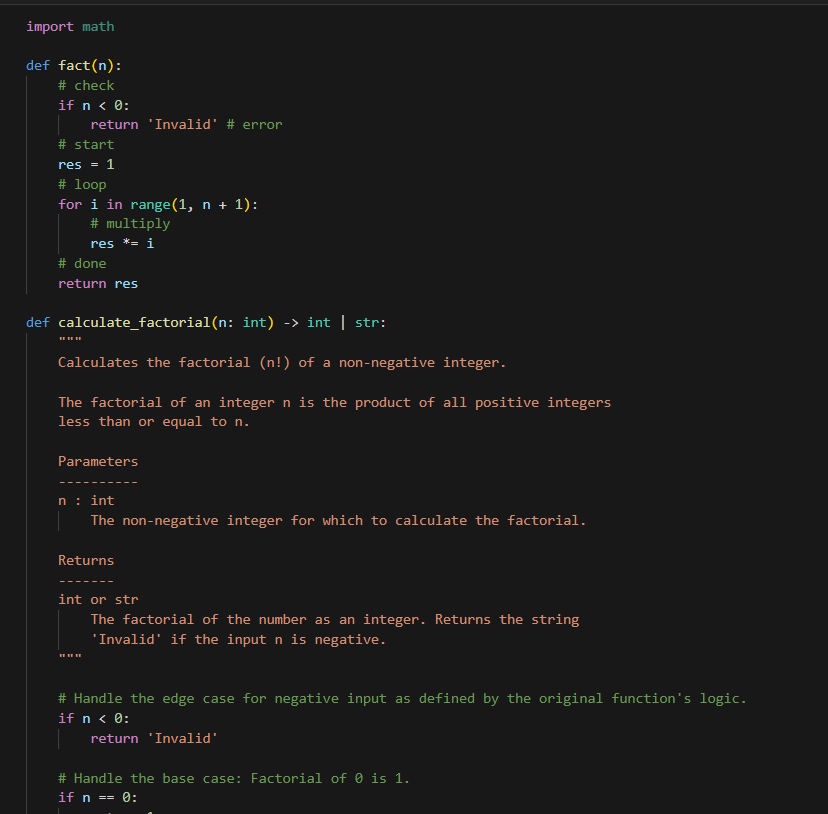 import math
def fact(n):
# check
if n < 0:
return 'Invalid' # error
# start
res = 1
# loop
for i in range(1, n + 1):
# multiply
res *= i
# done
return res
def calculate_factorial(n: int) -> int | str:
"""
Calculates the factorial (n!) of a non-negative integer.
The factorial of an integer n is the product of all positive integers
less than or equal to n.
Parameters
----------
n : int
The non-negative integer for which to calculate the factorial.
Returns
-------
int or str
The factorial of the number as an integer. Returns the string
'Invalid' if the input n is negative.
"""
# Handle the edge case for negative input as defined by the original function's logic.
if n < 0:
return 'Invalid'
# Handle the base case: Factorial of 0 is 1.
if n == 0: